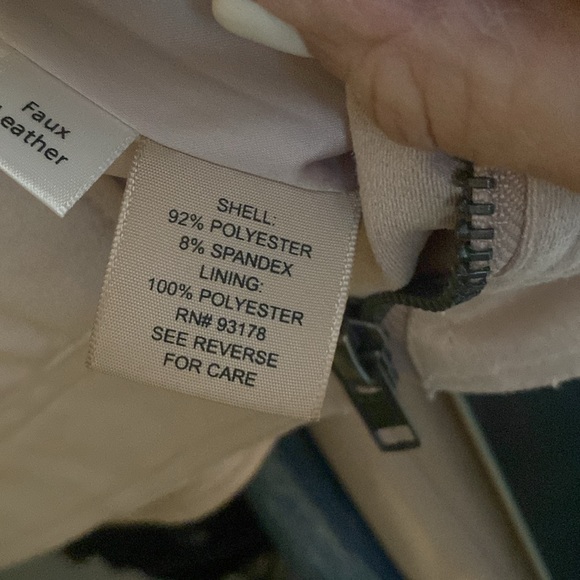 Faux
Leather
SHELL:
92% POLYESTER
8% SPANDEX
LINING:
100% POLYESTER
RN# 93178
SEE REVERSE
FOR CARE